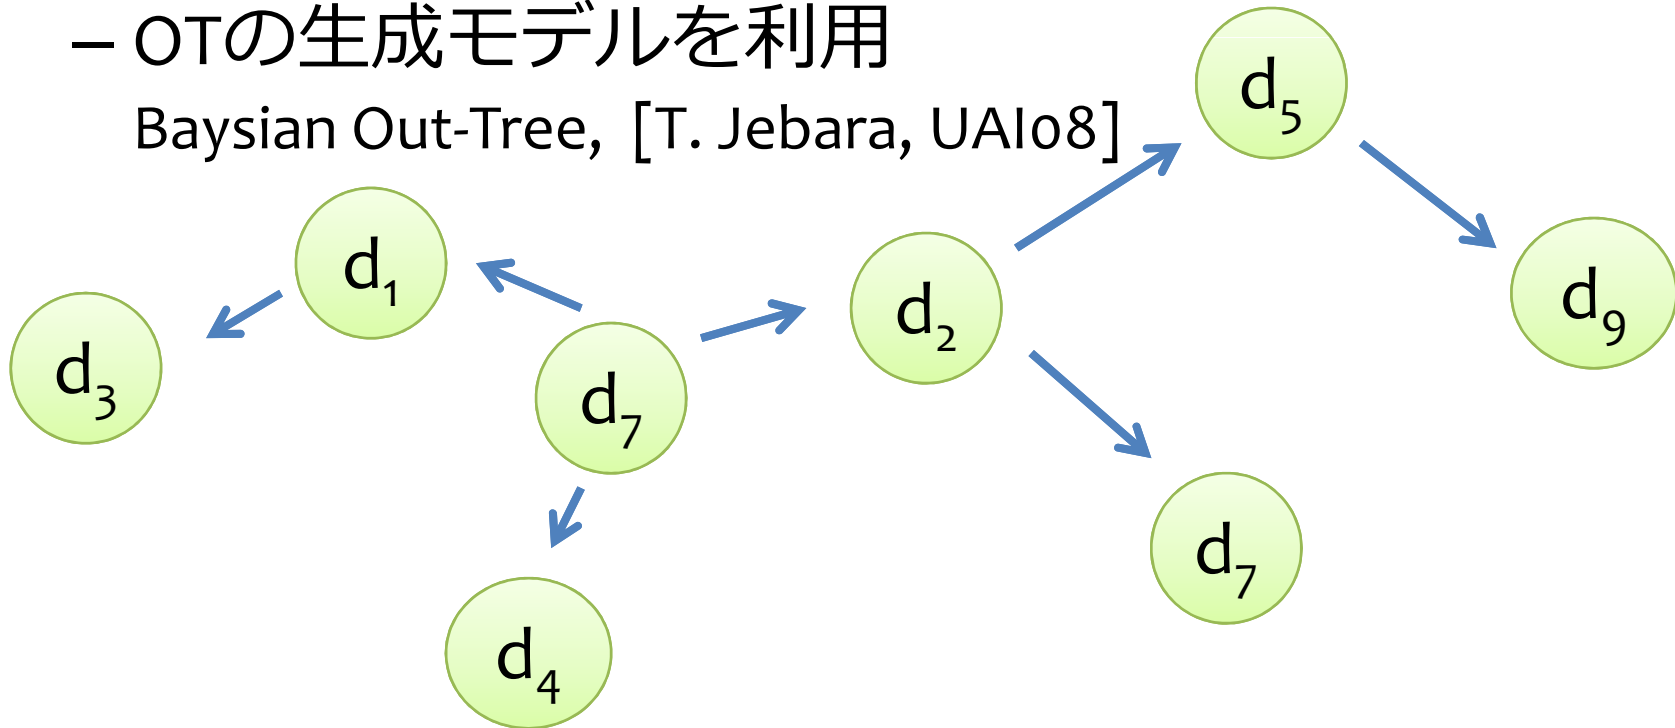 – OTの生成モデルを利用
Baysian Out-Tree, [T. Jebara, UAI08]
d5
d1
d2
d9
d3
d7
d7
d4